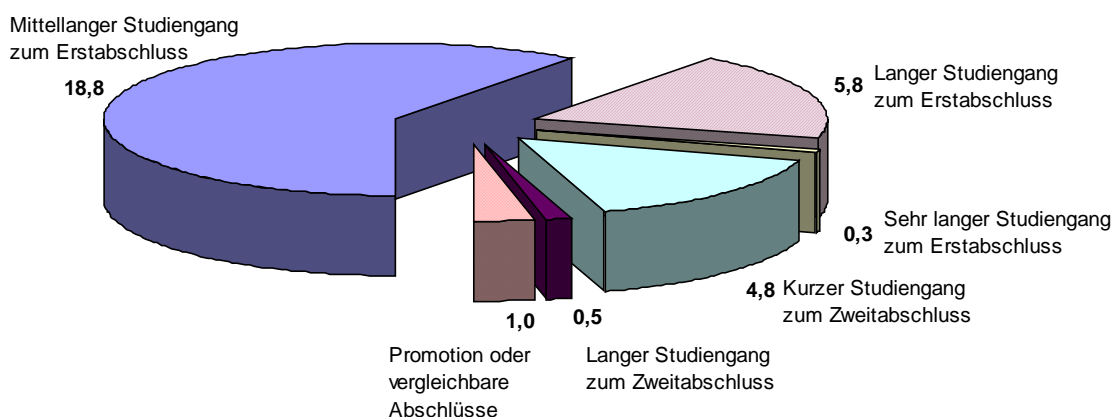 Mittellanger Studiengang
zum Erstabschluss
18,8
5,8
Langer Studiengang
zum Erstabschluss
0,3
Sehr langer Studiengang
zum Erstabschluss
4,8
Kurzer Studiengang
zum Zweitabschluss
0,5
Langer Studiengang
zum Zweitabschluss
1,0
Promotion oder
vergleichbare
Abschlüsse